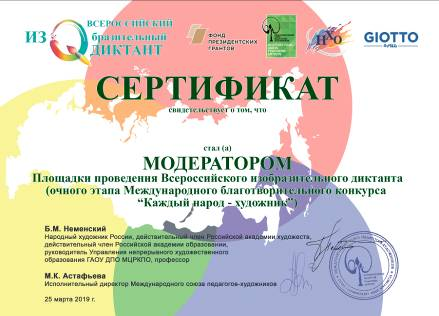 ВСЕРОССИЙСКИЙ
ИЗ бразительный
ДИКТАНТ
ФОНД
ПРЕЗИДЕНТСКИХ
ГРАНТОВ
ЦНХО
GIOTTO
СЕРТИФИКАТ
свидетельствует о том, что
стал (а)
МОДЕРАТОРОМ
Площадки проведения Всероссийского изобразительного диктанта
(очного этапа Международного благотворительного конкурса
“Каждый народ - художник”)
Б.М. Неменский
Народный художник России, действительный член Российской академии художеств,
действительный член Российской академии образования,
руководитель Управления непрерывного художественного
образования ГАОУ ДПО МЦРКПО, профессор
М.К. Астафьева
Исполнительный директор Международного союза педагогов-художников
25 марта 2019 г.